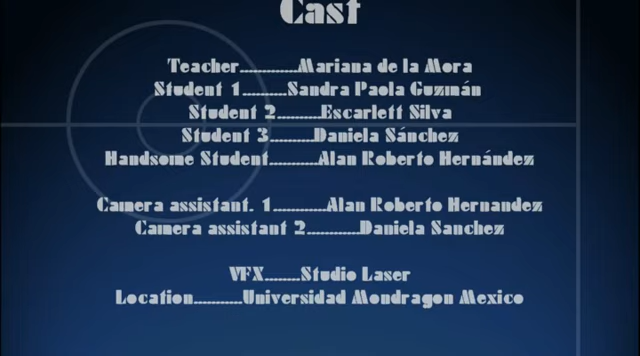 Cast
Teacher..............Mariana de la Mora
Student 1...........Sandra Paola Guzmán
Student 2...........Escarlett Silva
Student 3...........Daniela Sánchez
Handsome Student............Alan Roberto Hernández
Camera assistant. 1.............Alan Roberto Hernandez
Camera assistant 2.............Daniela Sanchez
VFX.........Studio Laser
Location............Universidad Mondragon Mexico